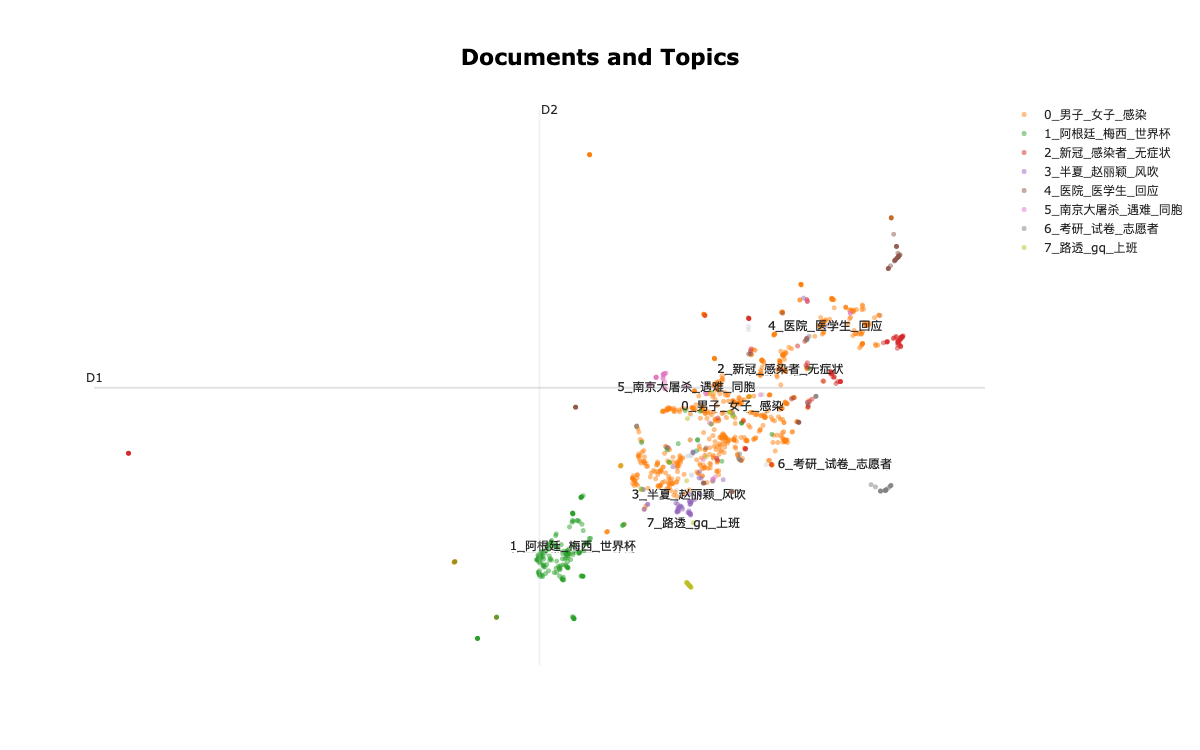 Documents and Topics
D2
0_男子_女子_感染
1_阿根廷_梅西_世界杯
2_新冠_感染者_无症状
3_半夏_赵丽颖_风吹
4_医院_医学生_回应
5_南京大屠杀_遇难_同胞
6_考研_试卷_志愿者
7_路透_gq_上班
4_医院_医学生_回应
2_新冠_感染者_无症状
D1
5_南京大屠杀_遇难_同胞
0_男子_女子_感染
6_考研_试卷_志愿者
3_半夏_赵丽颖_风吹
7_路透_gq_上班
1_阿根廷_梅西_世界杯